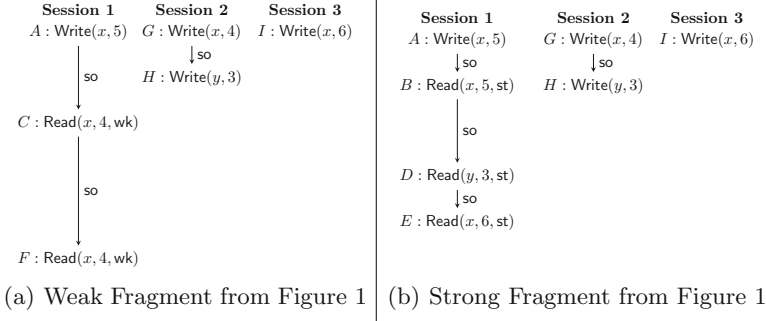 Session 1 Session 2 Session 3
A : Write(x, 5) G : Write(x, 4) I : Write(x, 6)
so
so
H : Write(y, 3)
C : Read(x, 4, wk)
so
F : Read(x, 4, wk)
(a) Weak Fragment from Figure 1
Session 1 Session 2 Session 3
A : Write(x, 5) G : Write(x, 4) I : Write(x, 6)
so so
B : Read(x, 5, st) H : Write(y, 3)
so
D : Read(y, 3, st)
so
E : Read(x, 6, st)
(b) Strong Fragment from Figure 1